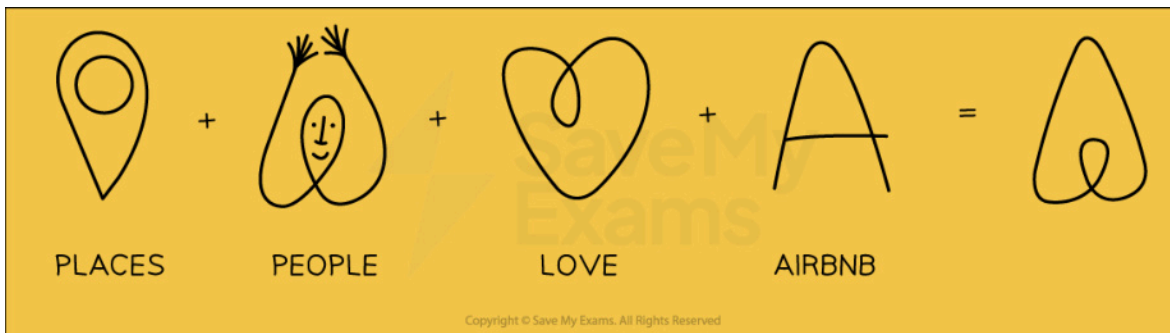 + + + =
PLACES PEOPLE LOVE AIRBNB
Save My
Exams
Copyright © Save My Exams. All Rights Reserved